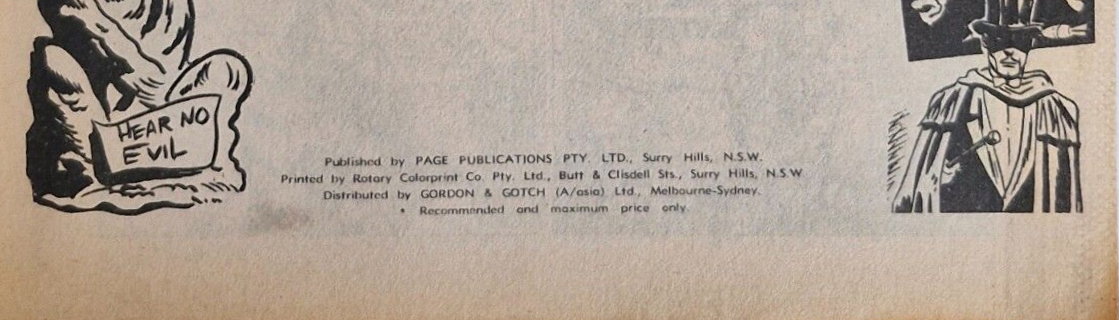 HEAR NO
EVIL
Published by PAGE PUBLICATIONS PTY. LTD., Surry Hills, N.S.W.
Printed by Rotary Colorprint Co. Pty. Ltd., Butt & Clisdell Sts., Surry Hills, N.S.W
Distributed by GORDON & GOTCH (A/asia) Ltd., Melbourne-Sydney.
* Recommended and maximum price only.